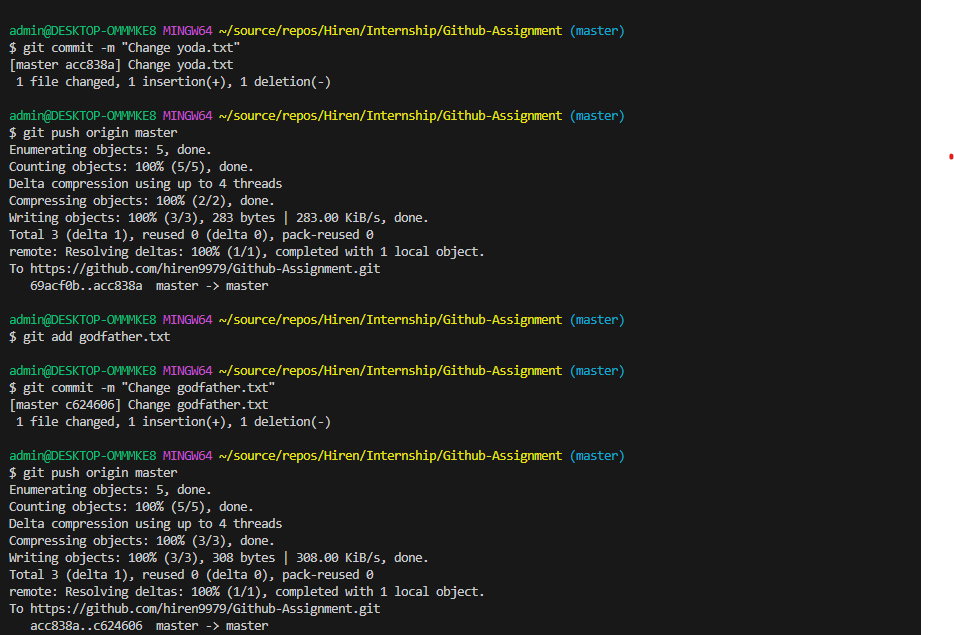 admin@DESKTOP-OMMMKE8 MINGW64 ~/source/repos/Hiren/Internship/Github-Assignment (master)
$ git commit -m "Change yoda.txt"
[master acc838a] Change yoda.txt
 1 file changed, 1 insertion(+), 1 deletion(-)

admin@DESKTOP-OMMMKE8 MINGW64 ~/source/repos/Hiren/Internship/Github-Assignment (master)
$ git push origin master
Enumerating objects: 5, done.
Counting objects: 100% (5/5), done.
Delta compression using up to 4 threads
Compressing objects: 100% (2/2), done.
Writing objects: 100% (3/3), 283 bytes | 283.00 KiB/s, done.
Total 3 (delta 1), reused 0 (delta 0), pack-reused 0
remote: Resolving deltas: 100% (1/1), completed with 1 local object.
To https://github.com/hiren9979/Github-Assignment.git
   69acf0b..acc838a  master -> master

admin@DESKTOP-OMMMKE8 MINGW64 ~/source/repos/Hiren/Internship/Github-Assignment (master)
$ git add godfather.txt

admin@DESKTOP-OMMMKE8 MINGW64 ~/source/repos/Hiren/Internship/Github-Assignment (master)
$ git commit -m "Change godfather.txt"
[master c624606] Change godfather.txt
 1 file changed, 1 insertion(+), 1 deletion(-)

admin@DESKTOP-OMMMKE8 MINGW64 ~/source/repos/Hiren/Internship/Github-Assignment (master)
$ git push origin master
Enumerating objects: 5, done.
Counting objects: 100% (5/5), done.
Delta compression using up to 4 threads
Compressing objects: 100% (3/3), done.
Writing objects: 100% (3/3), 308 bytes | 308.00 KiB/s, done.
Total 3 (delta 1), reused 0 (delta 0), pack-reused 0
remote: Resolving deltas: 100% (1/1), completed with 1 local object.
To https://github.com/hiren9979/Github-Assignment.git
   acc838a..c624606  master -> master